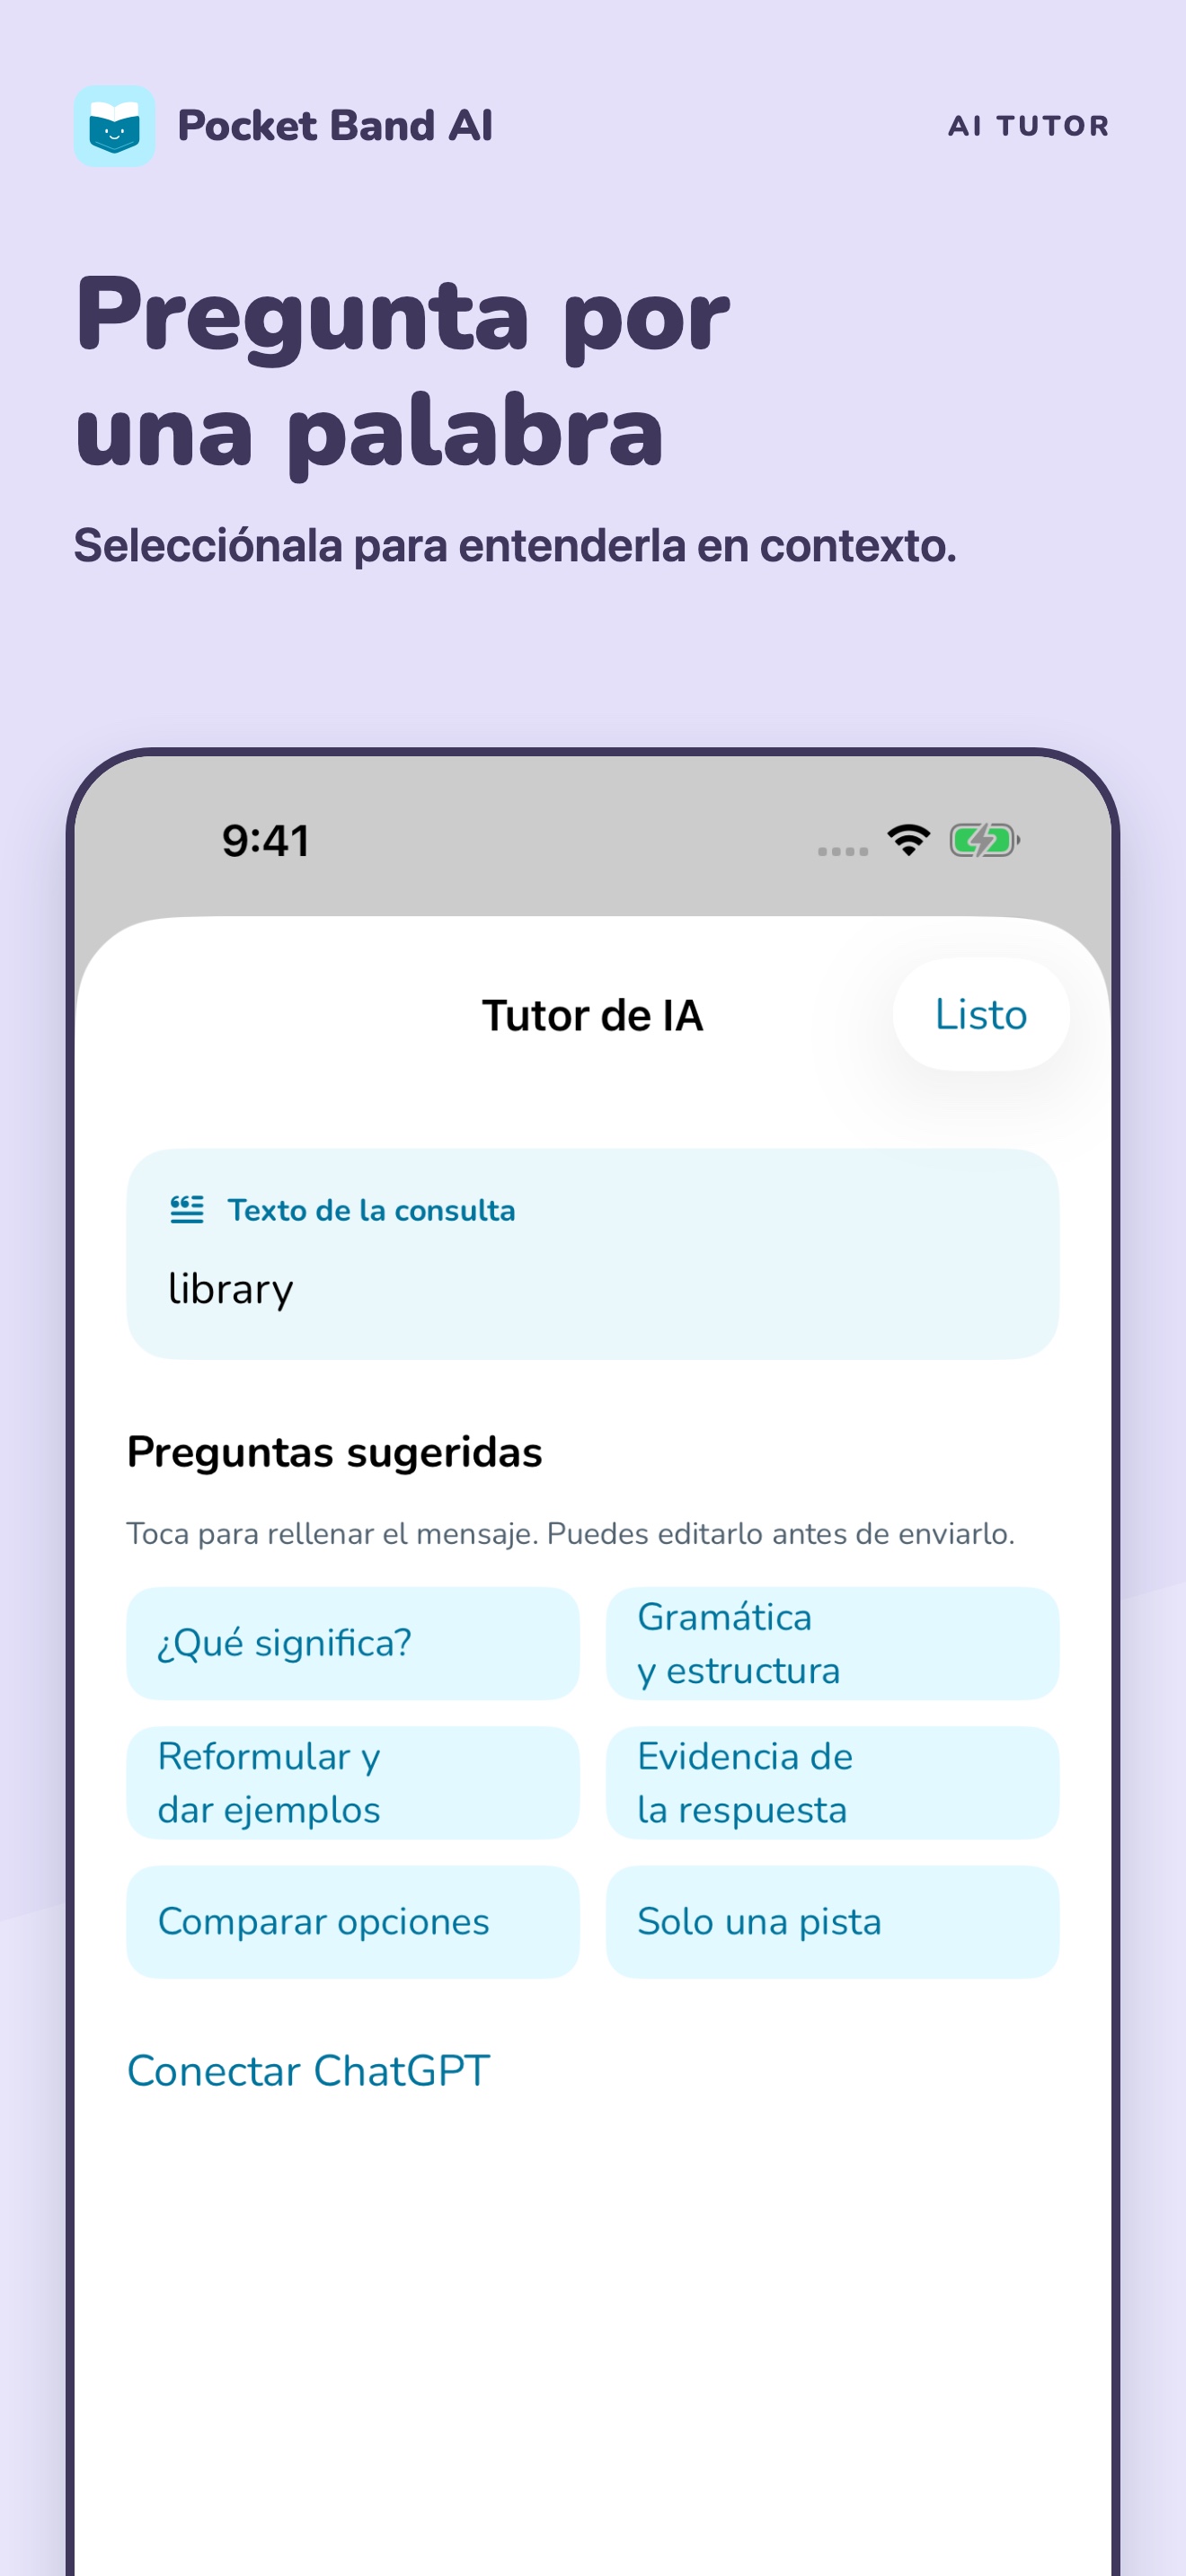 Pocket Band AI
AI TUTOR
Pregunta por
una palabra
Selecciónala para entenderla en contexto.
9:41
Tutor de IA
Listo
Texto de la consulta
library
Preguntas sugeridas
Toca para rellenar el mensaje. Puedes editarlo antes de enviarlo.
¿Qué significa?
Gramática
y estructura
Reformular y
dar ejemplos
Evidencia de
la respuesta
Comparar opciones
Solo una pista
Conectar ChatGPT